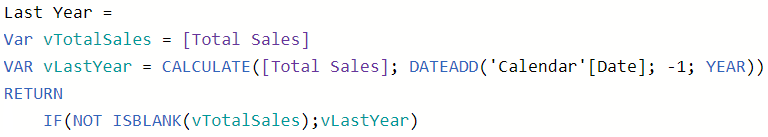 Last Year =
Var vTotalSales = [Total Sales]
VAR vLastYear = CALCULATE([Total Sales]; DATEADD('Calendar'[Date]; -1; YEAR))
RETURN
    IF(NOT ISBLANK(vTotalSales);vLastYear)